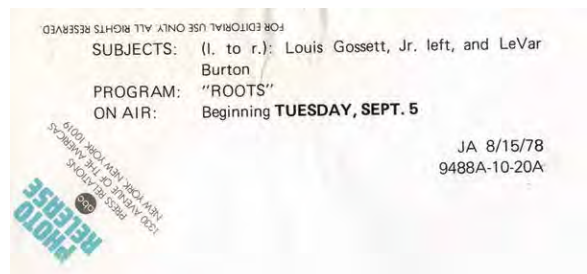 FOR EDITORIAL USE ONLY ALL RIGHTS RESERVED
SUBJECTS: (l. to r.): Louis Gossett, Jr. left, and LeVar
Burton
PROGRAM: "ROOTS"
ON AIR: Beginning TUESDAY, SEPT. 5
JA 8/15/78
9488A-10-20A
PHOTO
RELEASE
abc
PRESS RELATIONS
1300 AVENUE OF THE AMERICAS
NEW YORK, NEW YORK 10019